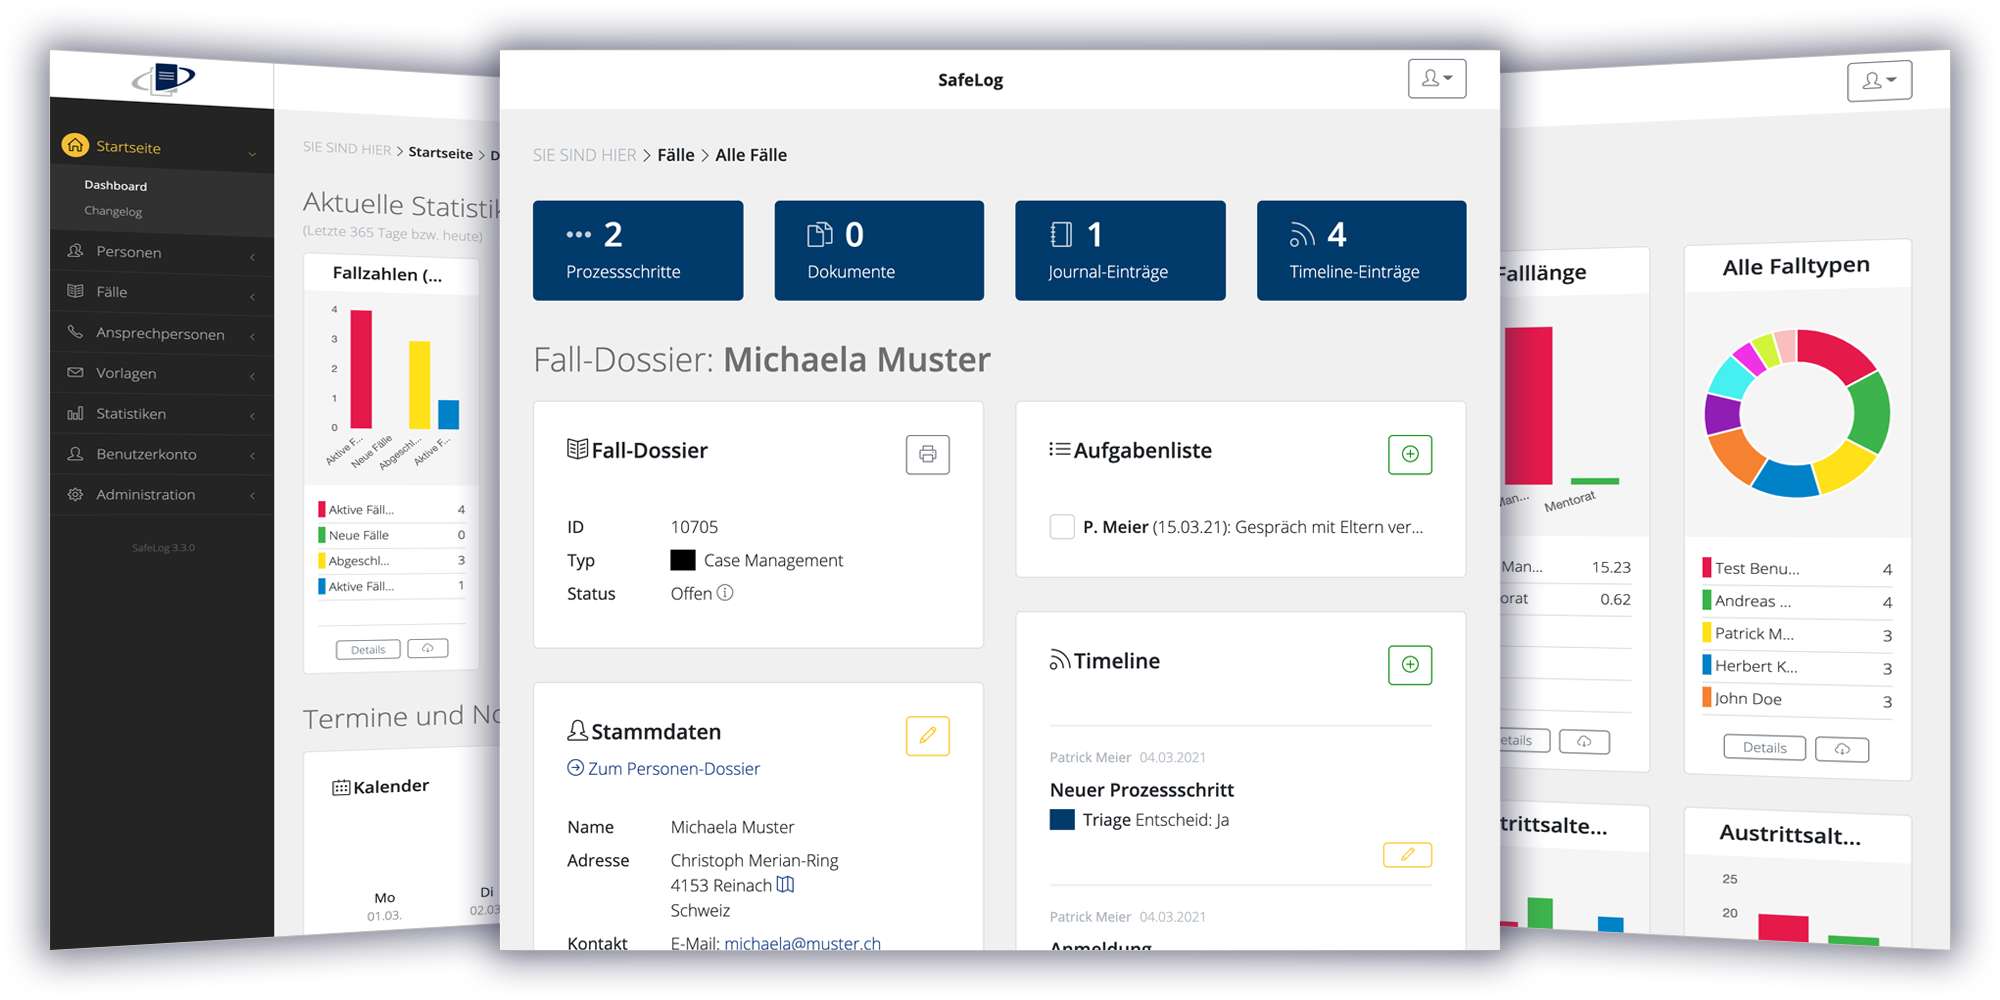 Startseite
Dashboard
Changelog
Personen
Fälle
Ansprechpersonen
Vorlagen
Statistiken
Benutzerkonto
Administration
SafeLog 3.3.0
SIE SIND HIER > Startseite > D
Aktuelle Statistik
(Letzte 365 Tage bzw. heute)
Fallzahlen (...
4
3
2
1
0
Aktive F...
Neue Fälle
Abgeschl...
Aktive F...
Aktive Fäll... 4
Neue Fälle 0
Abgeschl... 3
Aktive Fäll... 1
Details
Termine und No
Kalender
Mo
01.03.
Di
02.03
SafeLog
SIE SIND HIER > Fälle > Alle Fälle
2
Prozessschritte
0
Dokumente
1
Journal-Einträge
4
Timeline-Einträge
Fall-Dossier: Michaela Muster
Fall-Dossier
ID 10705
Typ Case Management
Status Offen
Stammdaten
Zum Personen-Dossier
Name Michaela Muster
Adresse Christoph Merian-Ring
4153 Reinach
Schweiz
Kontakt E-Mail: michaela@muster.ch
Aufgabenliste
P. Meier (15.03.21): Gespräch mit Eltern ver...
Timeline
Patrick Meier 04.03.2021
Neuer Prozessschritt
Triage Entscheid: Ja
Patrick Meier 04.03.2021
Anmeldung
Falllänge
Man...
Mentorat
Man... 15.23
orat 0.62
etails
Alle Falltypen
Test Benu... 4
Andreas ... 4
Patrick M... 3
Herbert K... 3
John Doe 3
Details
trittsalte...
Austrittsalt...
25
20